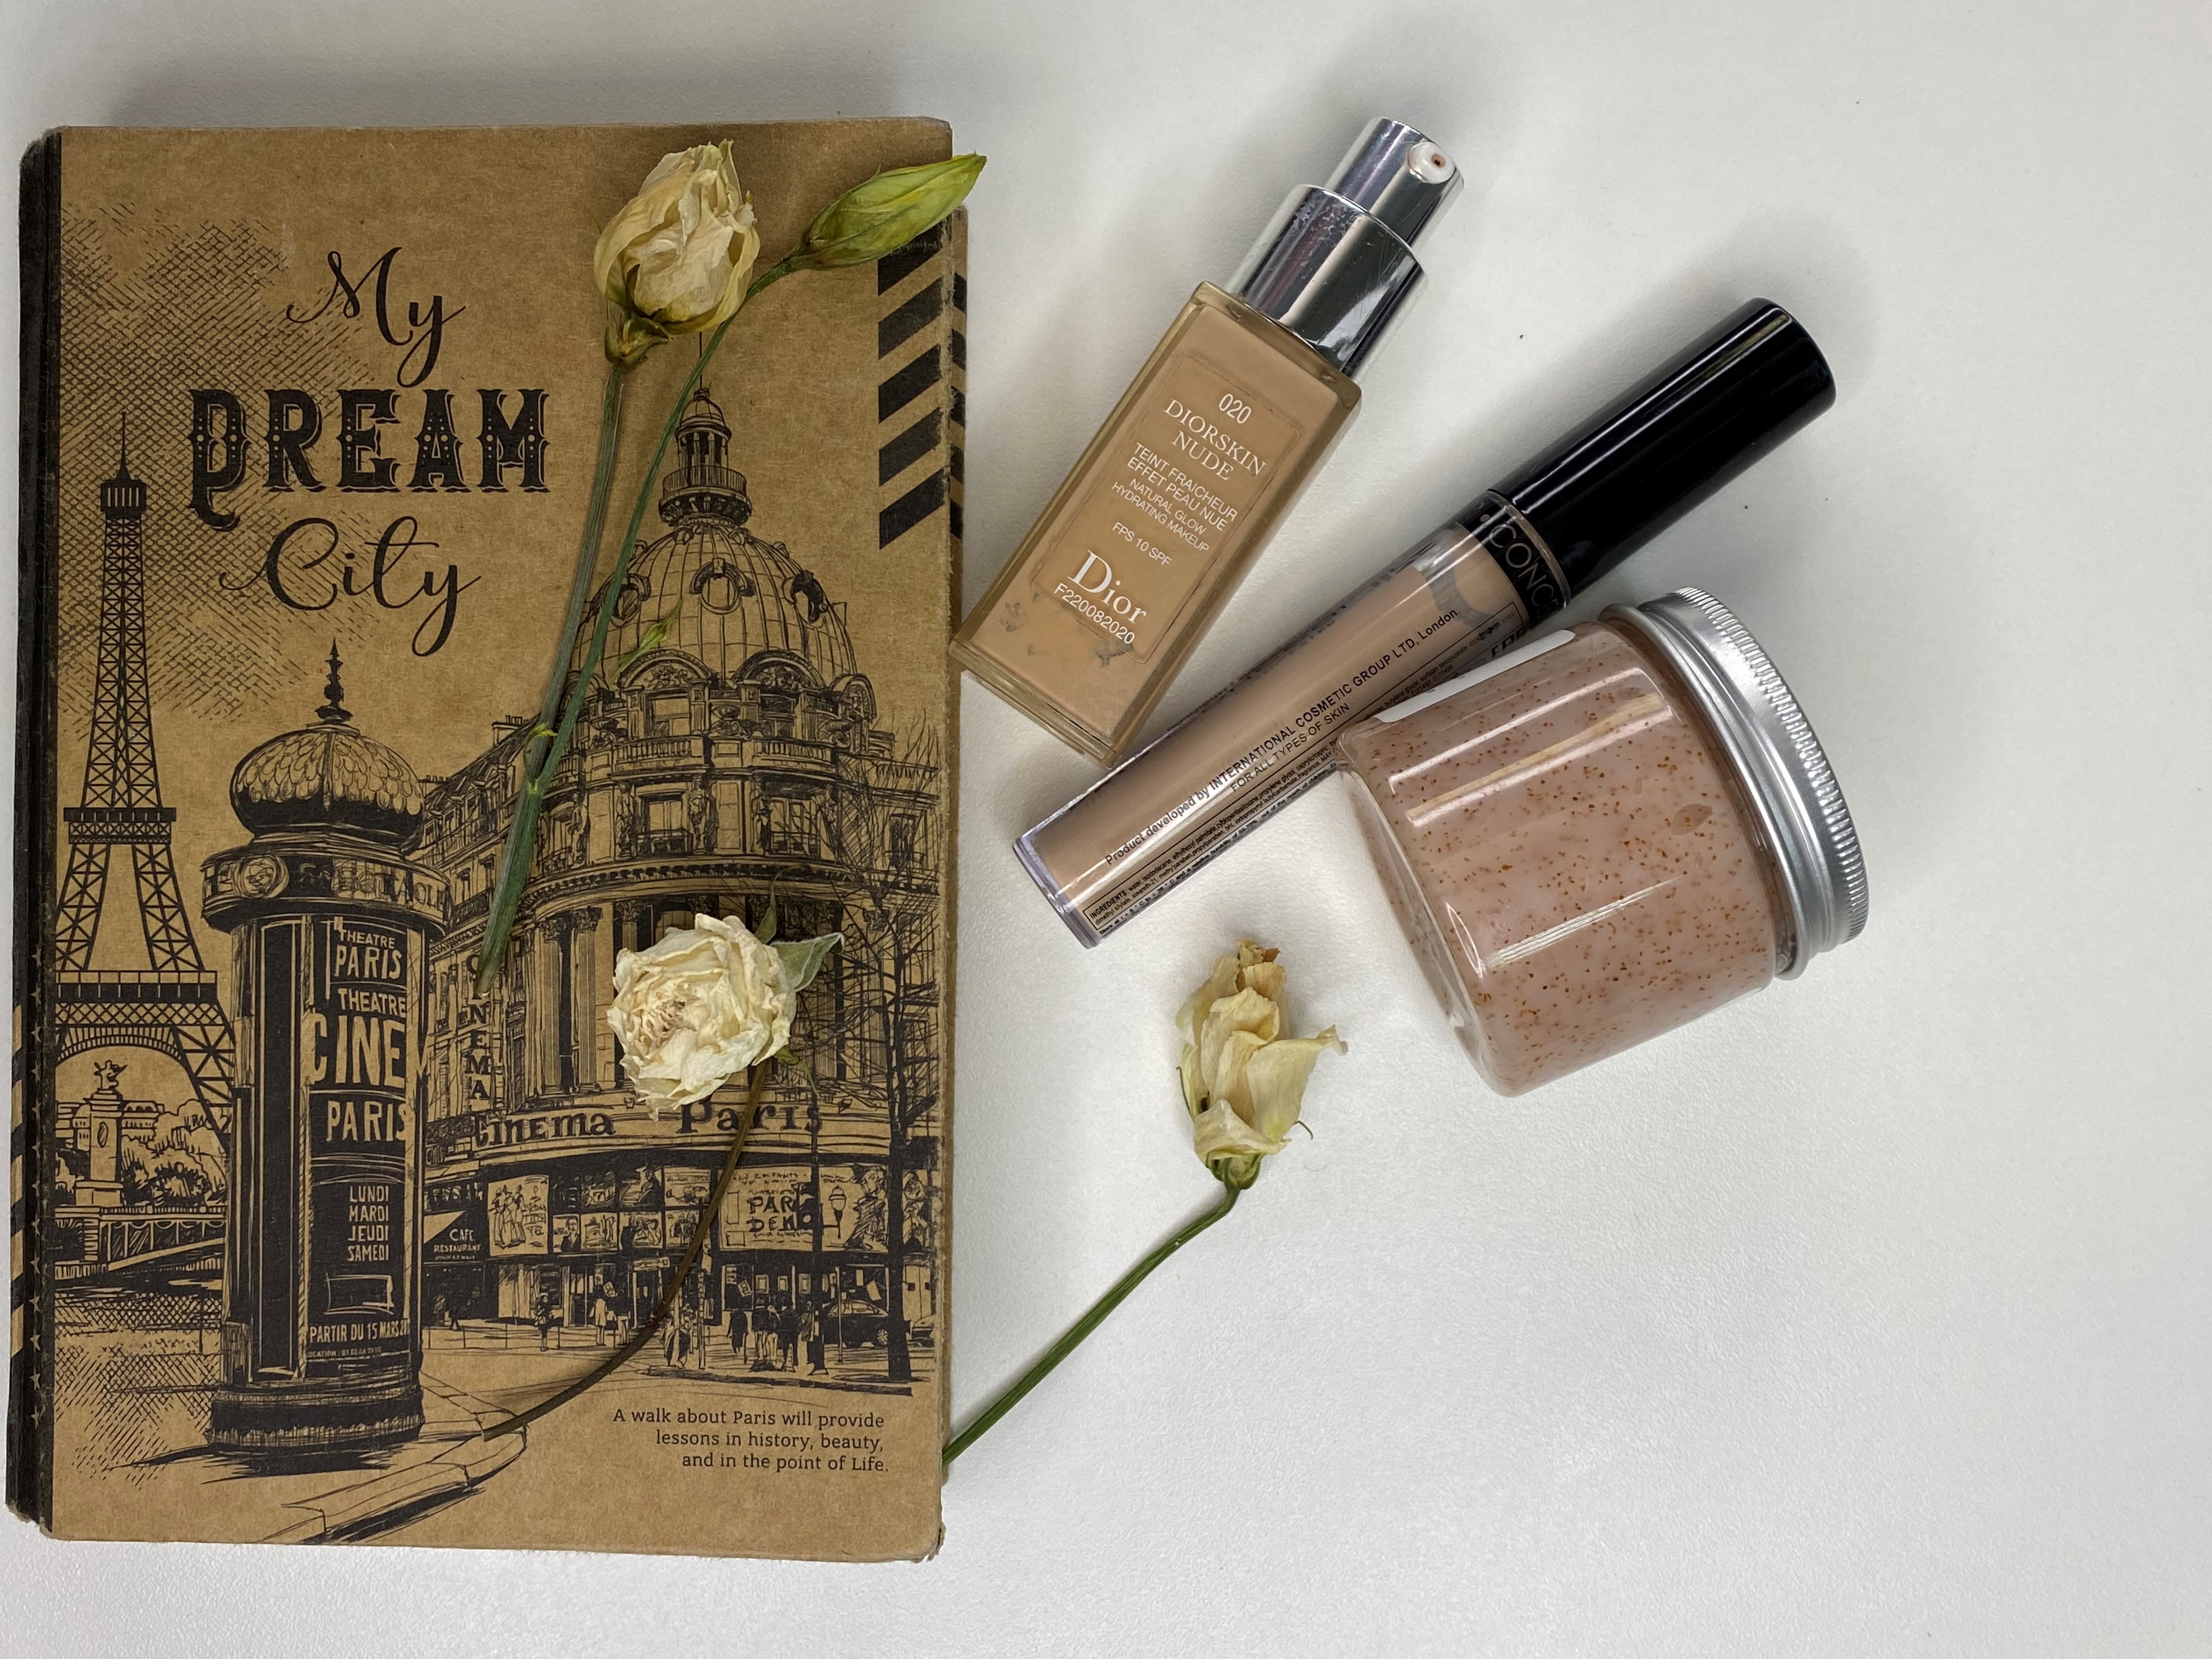 My
DREAM
City
THEATRE
PARIS
THEATRE
CINE
PARIS
LUNDI
MARDI
JEUDI
SAMEDI
PARTIR DU 15 MARS
CINEMA
Cinema Paris
CAFE
RESTAURANT
A walk about Paris will provide
lessons in history, beauty,
and in the point of Life.
020
DIORSKIN
NUDE
TEINT FRAICHEUR
EFFET PEAU NUE
NATURAL GLOW
HYDRATING MAKEUP
FPS 10 SPF
Dior
F220082020
Product developed by INTERNATIONAL COSMETIC GROUP LTD, London.
FOR ALL TYPES OF SKIN
INGREDIENTS